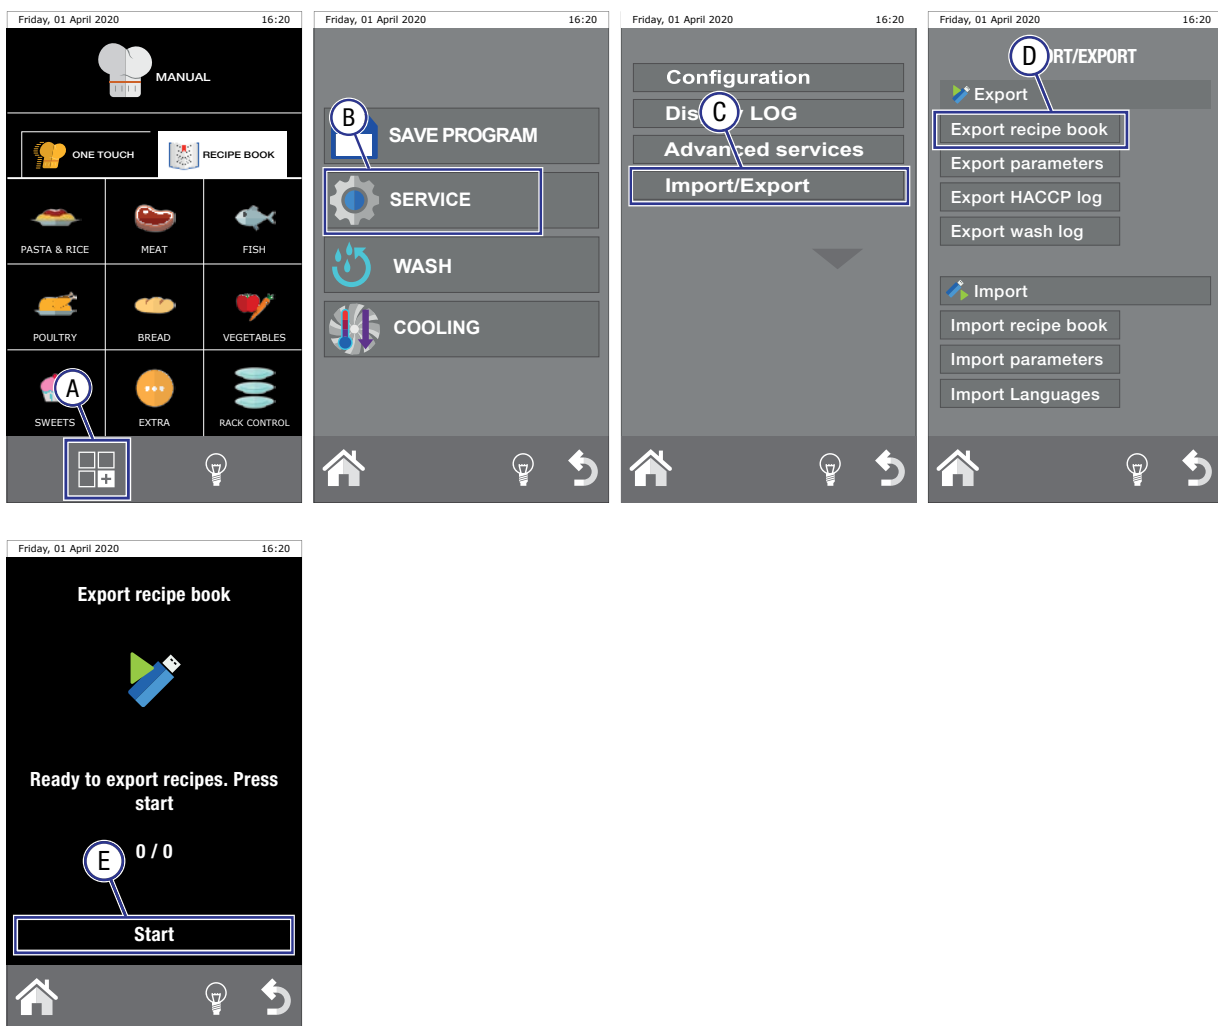 Friday, 01 April 2020 16:20
MANUAL
ONE TOUCH
RECIPE BOOK
PASTA & RICE
MEAT
FISH
POULTRY
BREAD
VEGETABLES
A
SWEETS
EXTRA
RACK CONTROL
Friday, 01 April 2020 16:20
B
SAVE PROGRAM
SERVICE
WASH
COOLING
Friday, 01 April 2020 16:20
Configuration
C
LOG
Advanced services
Import/Export
Friday, 01 April 2020 16:20
D
RT/EXPORT
Export
Export recipe book
Export parameters
Export HACCP log
Export wash log
Import
Import recipe book
Import parameters
Import Languages
Friday, 01 April 2020 16:20
Export recipe book
Ready to export recipes. Press
start
0 / 0
E
Start